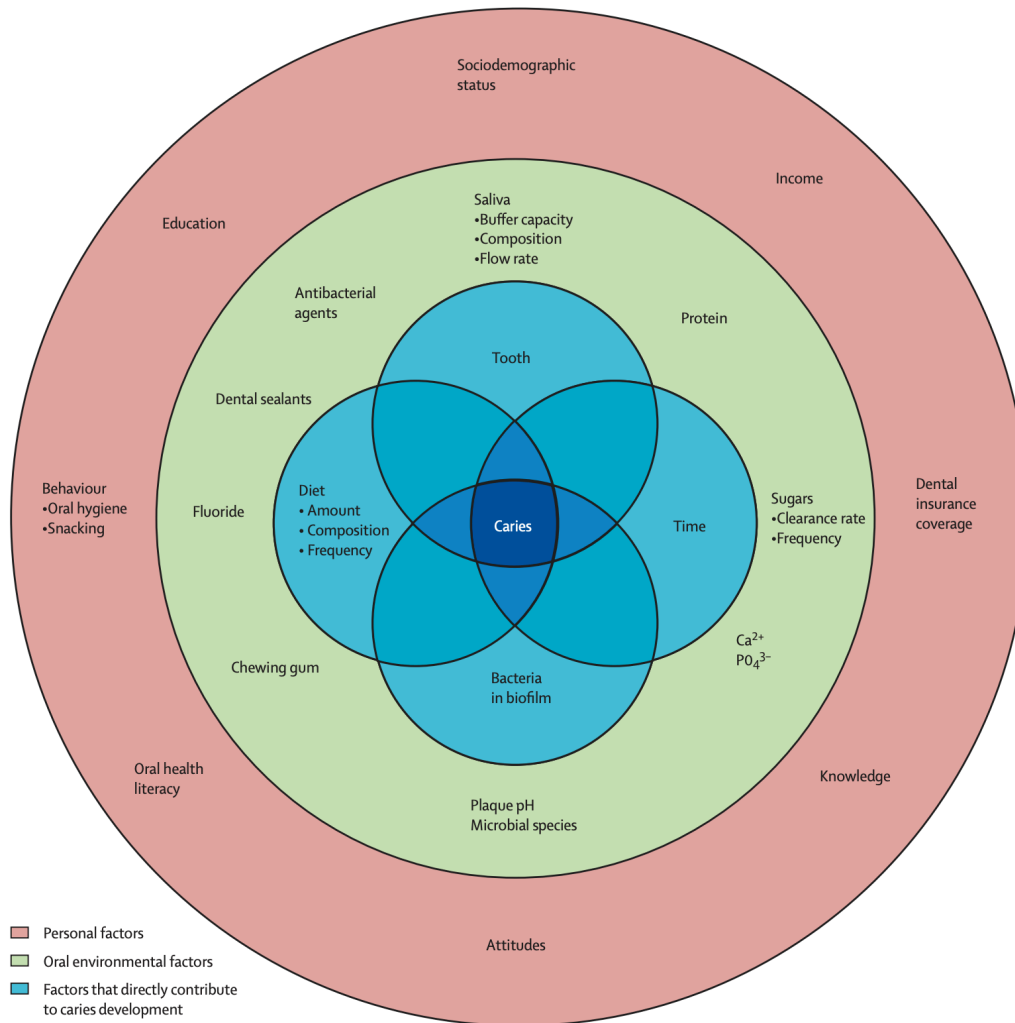 Sociodemographic
status
Income
Education
Saliva
•Buffer capacity
•Composition
•Flow rate
Antibacterial
agents
Protein
Tooth
Dental sealants
Behaviour
•Oral hygiene
•Snacking
Fluoride
Diet
• Amount
• Composition
• Frequency
Caries
Time
Sugars
•Clearance rate
•Frequency
Dental
insurance
coverage
Ca²⁺
PO₄³⁻
Chewing gum
Bacteria
in biofilm
Oral health
literacy
Knowledge
Plaque pH
Microbial species
Attitudes
Personal factors
Oral environmental factors
Factors that directly contribute
to caries development